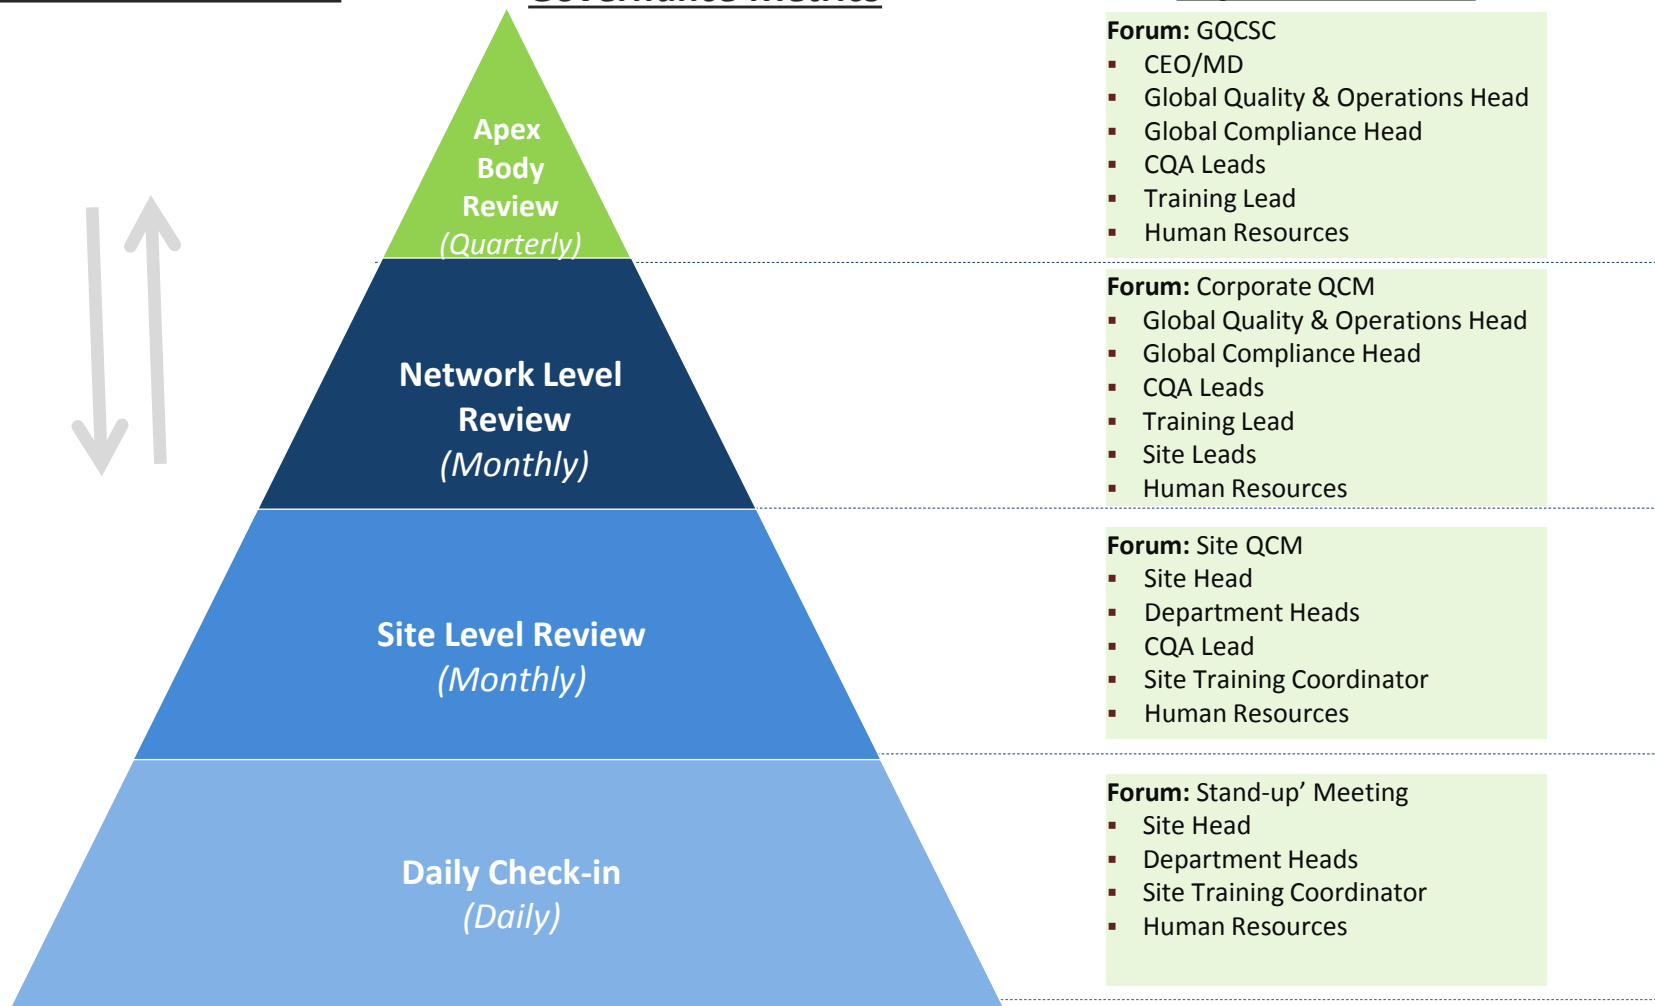 Governance Metrics
Apex
Body
Review
(Quarterly)
Forum: GQCSC
▪ CEO/MD
▪ Global Quality & Operations Head
▪ Global Compliance Head
▪ CQA Leads
▪ Training Lead
▪ Human Resources
Network Level
Review
(Monthly)
Forum: Corporate QCM
▪ Global Quality & Operations Head
▪ Global Compliance Head
▪ CQA Leads
▪ Training Lead
▪ Site Leads
▪ Human Resources
Site Level Review
(Monthly)
Forum: Site QCM
▪ Site Head
▪ Department Heads
▪ CQA Lead
▪ Site Training Coordinator
▪ Human Resources
Daily Check-in
(Daily)
Forum: Stand-up’ Meeting
▪ Site Head
▪ Department Heads
▪ Site Training Coordinator
▪ Human Resources